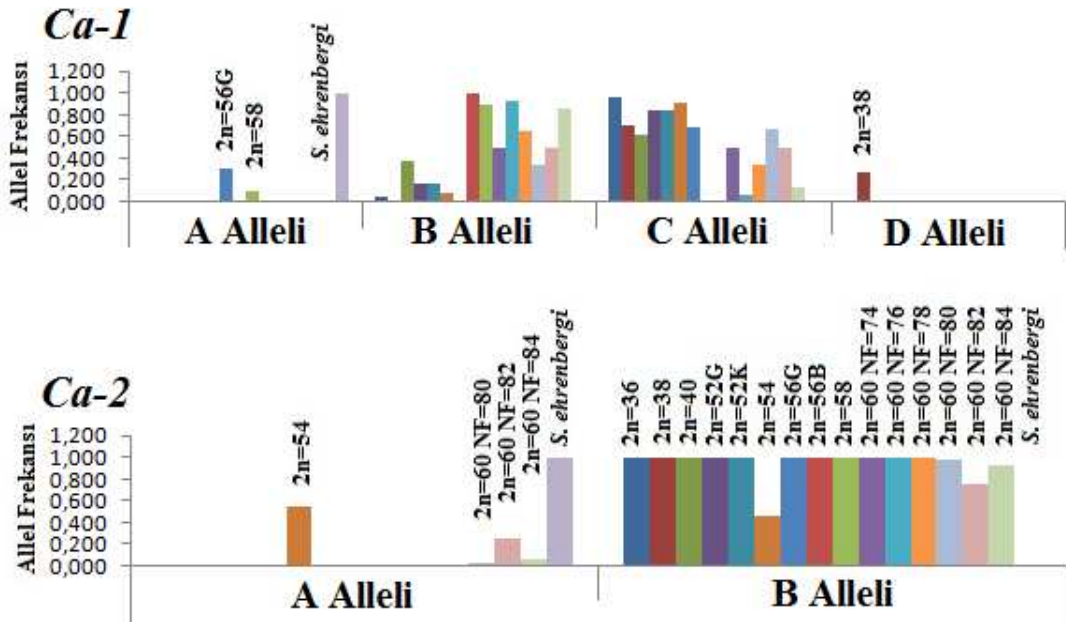 Ca-1
Allel Frekansı
1,200
1,000
0,800
0,600
0,400
0,200
0,000
2n=56G
2n=58
S. ehrenbergi
2n=38
A Alleli
B Alleli
C Alleli
D Alleli
Ca-2
Allel Frekansı
1,200
1,000
0,800
0,600
0,400
0,200
0,000
2n=54
2n=60 NF=80
2n=60 NF=82
2n=60 NF=84
S. ehrenbergi
2n=36
2n=38
2n=40
2n=52G
2n=52K
2n=54
2n=56G
2n=56B
2n=58
2n=60 NF=74
2n=60 NF=76
2n=60 NF=78
2n=60 NF=80
2n=60 NF=82
2n=60 NF=84
S. ehrenbergi
A Alleli
B Alleli